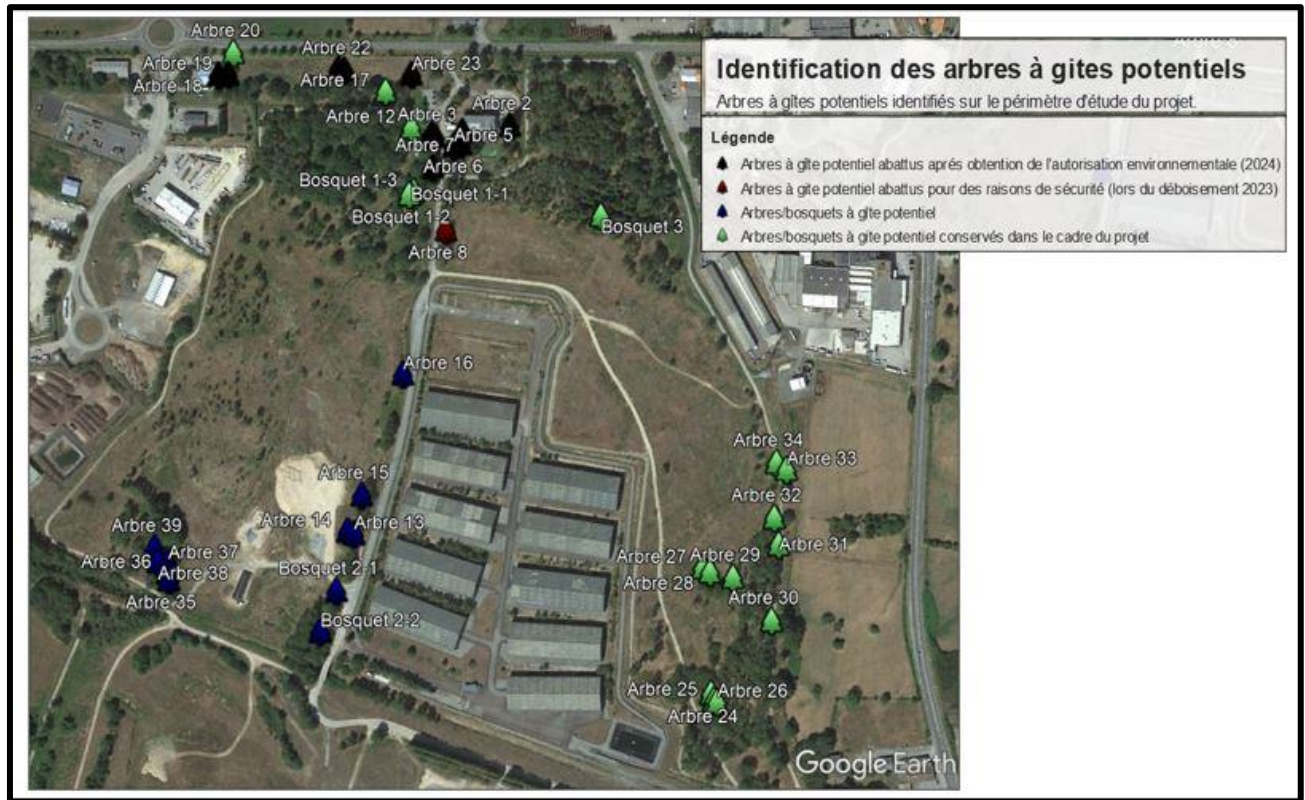 Arbre 20
Arbre 22
Arbre 19
Arbre 23
Arbre 18
Arbre 17
Arbre 2
Arbre 12
Arbre 3
Arbre 5
Arbre 7
Arbre 6
Bosquet 1-3
Bosquet 1-1
Bosquet 1-2
Bosquet 3
Arbre 8
Identification des arbres à gites potentiels
Arbres à gîtes potentiels identifiés sur le périmètre d'étude du projet.
Légende
Arbres à gîte potentiel abattus aprés obtention de l'autorisation environnementale (2024)
Arbres à gite potentiel abattus pour des raisons de sécurité (lors du déboisement 2023)
Arbres/bosquets à gîte potentiel
Arbres/bosquets à gite potentiel conservés dans le cadre du projet
Arbre 16
Arbre 34
Arbre 33
Arbre 15
Arbre 32
Arbre 14
Arbre 13
Arbre 39
Arbre 31
Arbre 37
Arbre 27
Arbre 29
Arbre 36
Arbre 38
Bosquet 2-1
Arbre 28
Arbre 35
Arbre 30
Bosquet 2-2
Arbre 25
Arbre 26
Arbre 24
Google Earth